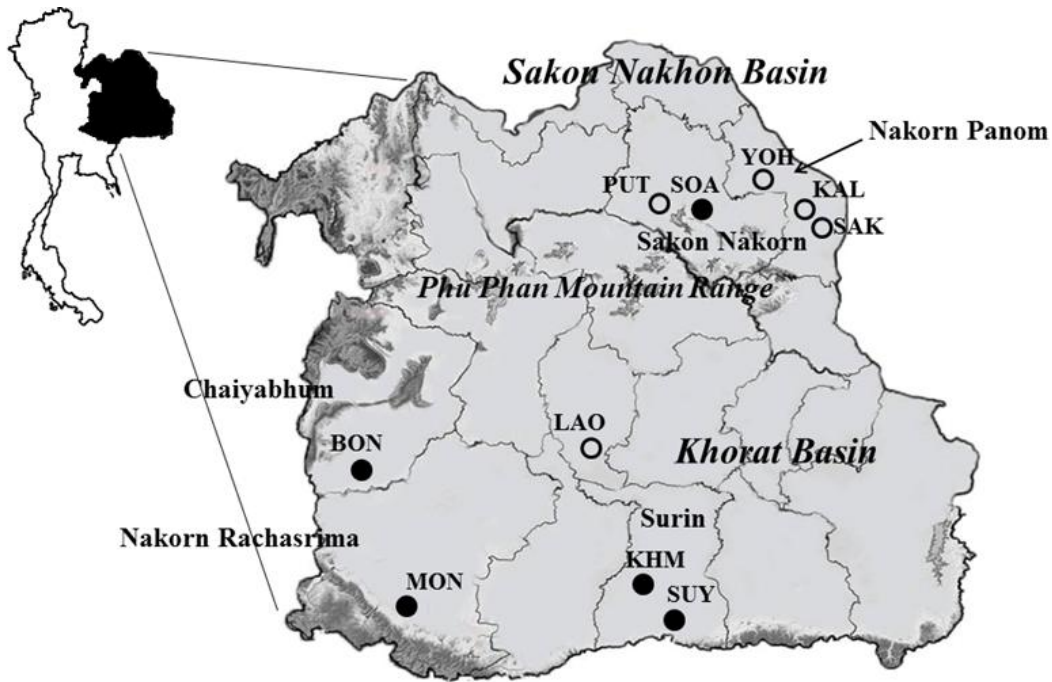 Sakon Nakhon Basin
Nakorn Panom
YOH
PUT SOA KAL
SAK
Sakon Nakorn
Phu Phan Mountain Range
Chaiyabhum
LAO
BON
Khorat Basin
Surin
Nakorn Rachasrima
KHM
MON
SUY